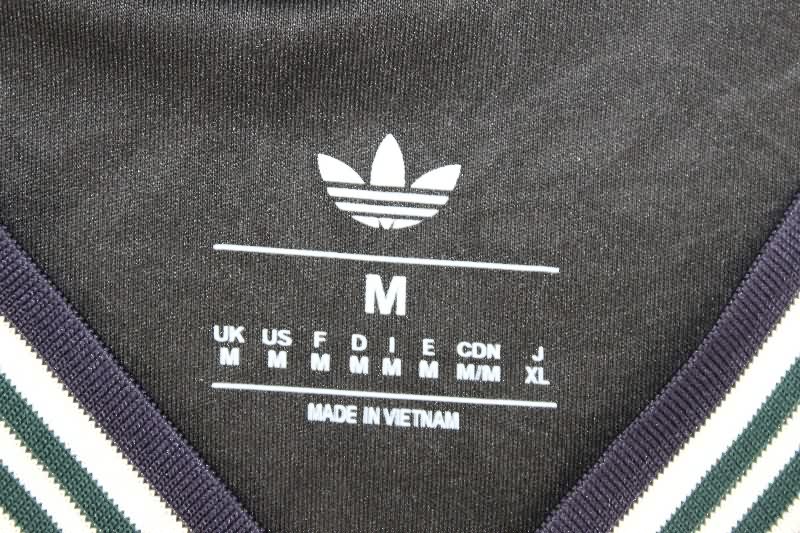 M
UK US F D I E CDN J
M M M M M M M/M XL
MADE IN VIETNAM